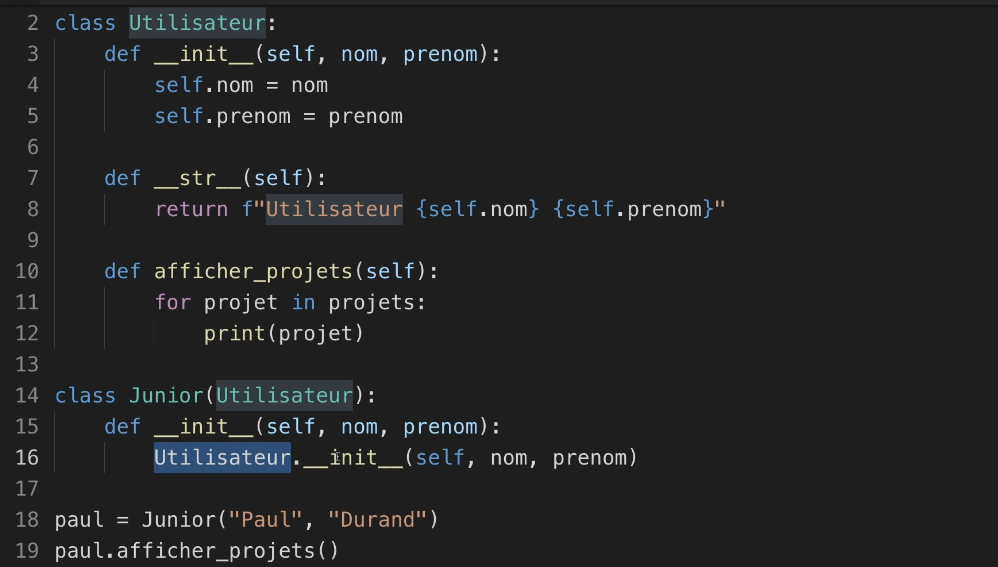 2 class Utilisateur:
3     def __init__(self, nom, prenom):
4         self.nom = nom
5         self.prenom = prenom
6
7     def __str__(self):
8         return f"Utilisateur {self.nom} {self.prenom}"
9
10     def afficher_projets(self):
11         for projet in projets:
12             print(projet)
13
14 class Junior(Utilisateur):
15     def __init__(self, nom, prenom):
16         Utilisateur.__init__(self, nom, prenom)
17
18 paul = Junior("Paul", "Durand")
19 paul.afficher_projets()